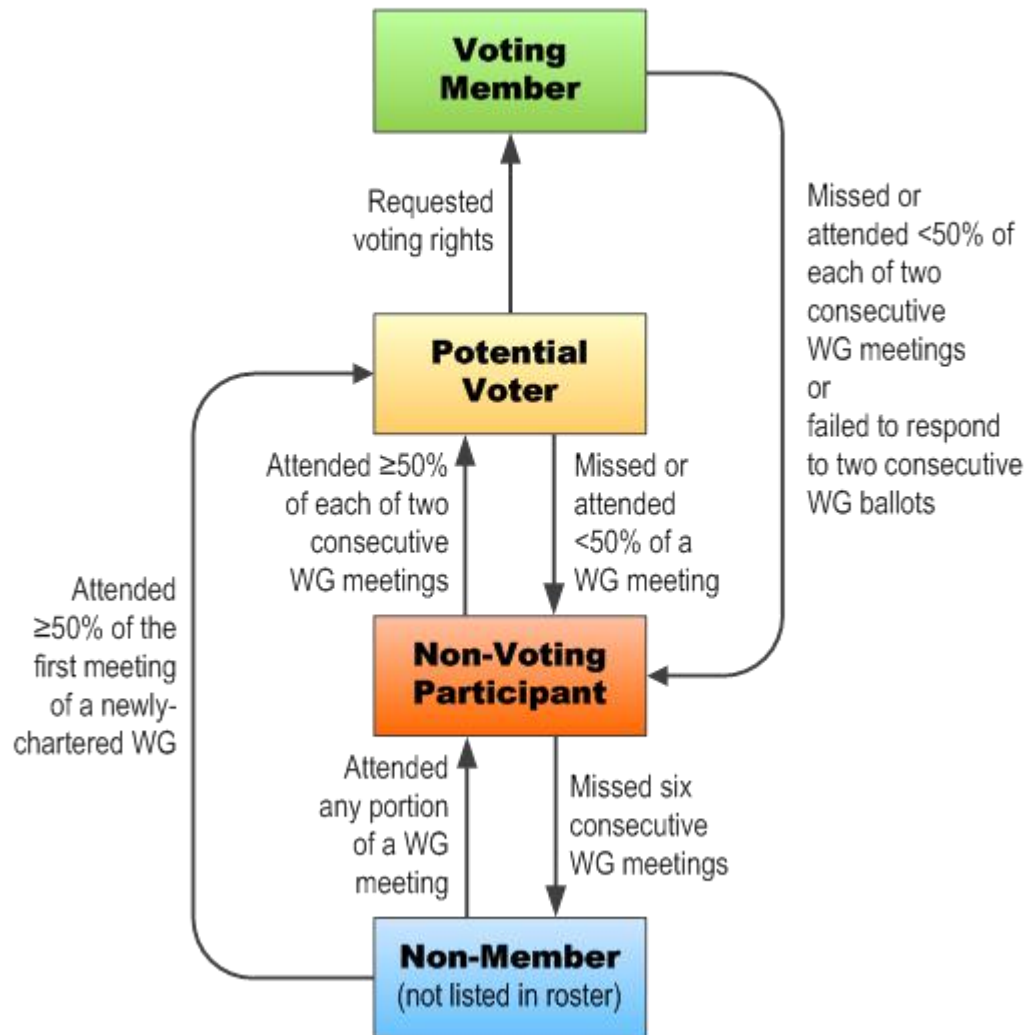 Voting
Member
Requested
voting rights
Missed or
attended <50% of
each of two
consecutive
WG meetings
or
failed to respond
to two consecutive
WG ballots
Potential
Voter
Attended ≥50%
of each of two
consecutive
WG meetings
Missed or
attended
<50% of a
WG meeting
Attended
≥50% of the
first meeting
of a newly-
chartered WG
Non-Voting
Participant
Attended
any portion
of a WG
meeting
Missed six
consecutive
WG meetings
Non-Member
(not listed in roster)